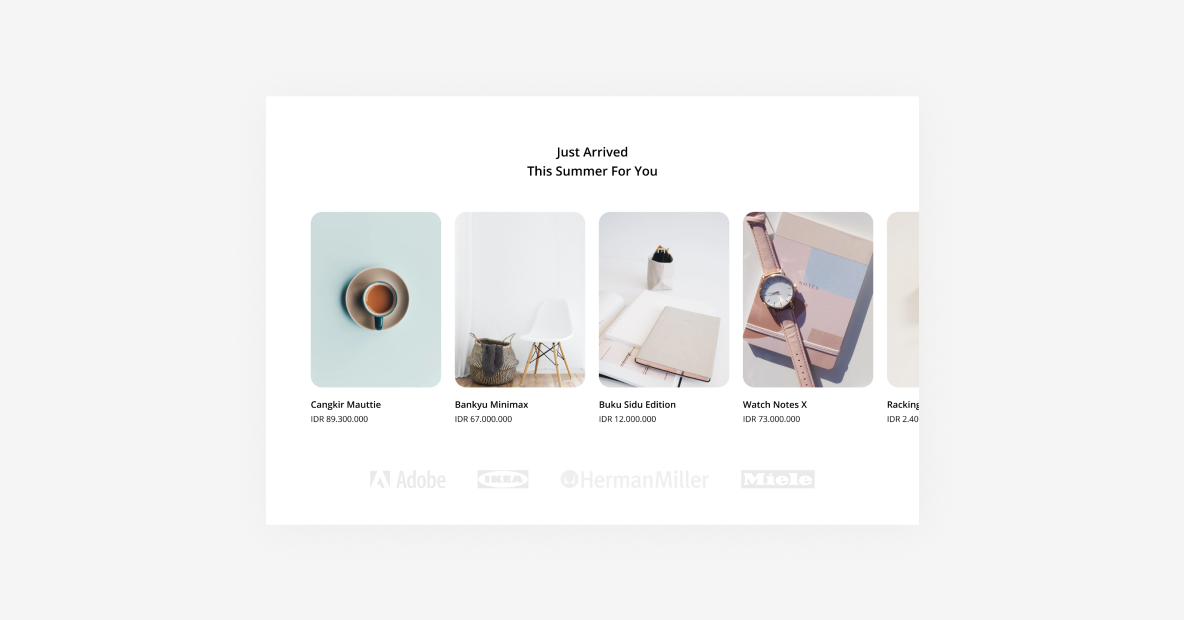 Just Arrived
This Summer For You
NOTES
Cangkir Mauttie
IDR 89.300.000
Bankyu Minimax
IDR 67.000.000
Buku Sidu Edition
IDR 12.000.000
Watch Notes X
IDR 73.000.000
Racking
IDR 2.40
Adobe
IKEA
HermanMiller
Miele